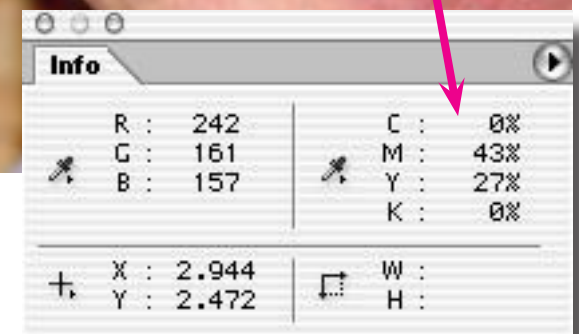 Info
R : 242 C : 0%
G : 161 M : 43%
B : 157 Y : 27%
K : 0%
X : 2.944 W :
Y : 2.472 H :